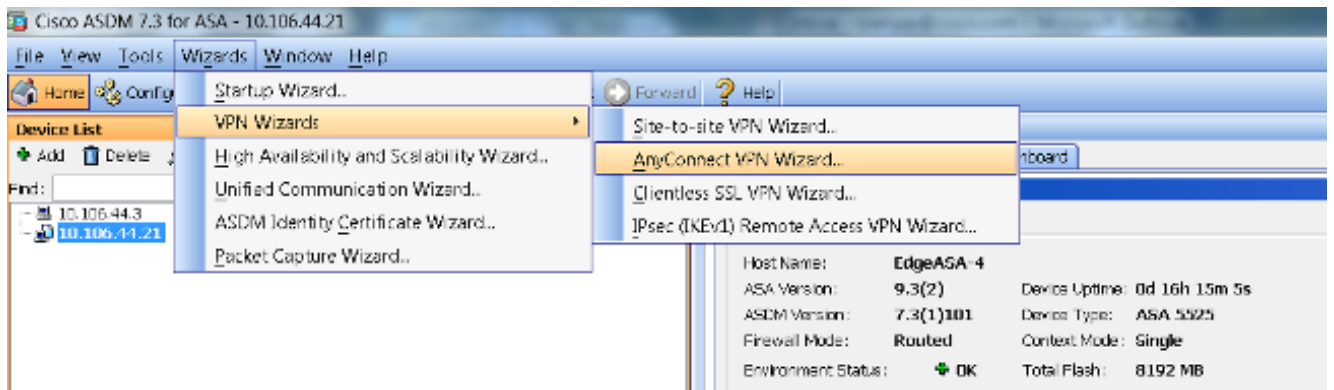 Cisco ASDM 7.3 for ASA - 10.106.44.21
File View Tools Wizards Window Help
Home Config Forward Help
Startup Wizard...
VPN Wizards
High Availability and Scalability Wizard...
Unified Communication Wizard...
ASDM Identity Certificate Wizard...
Packet Capture Wizard...
Site-to-site VPN Wizard...
AnyConnect VPN Wizard...
Clientless SSL VPN Wizard...
IPsec (IKEv1) Remote Access VPN Wizard...
Device List
Add Delete
Find:
10.106.44.3
10.106.44.21
hboard
Host Name: EdgeASA-4
ASA Version: 9.3(2) Device Uptime: 0d 16h 15m 5s
ASDM Version: 7.3(1)101 Device Type: ASA 5525
Firewall Mode: Routed Context Mode: Single
Environment Status: OK Total Flash: 8192 MB